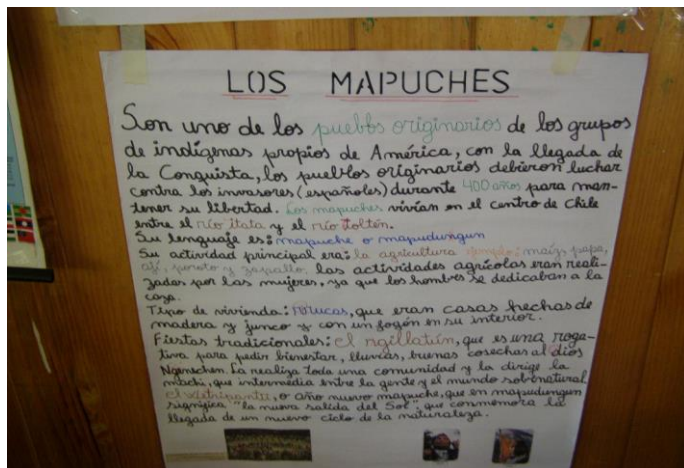 LOS MAPUCHES
Son uno de los pueblos originarios de los grupos
de indígenas propios de América, con la llegada de
la Conquista, los pueblos originarios debieron luchar
contra los invasores (españoles) durante 400 años para man-
tener su libertad. Los mapuches vivían en el centro de Chile
entre el río Itata y el río Toltén.
Su lenguaje es: mapuche o mapudungun
Su actividad principal era: la agricultura ejemplo: maíz, papa,
ají, poroto y zapallo, las actividades agrícolas eran reali-
zadas por las mujeres, ya que los hombres se dedicaban a la
caza.
Tipo de vivienda: rucas, que eran casas hechas de
madera y junco y con un fogón en su interior.
Fiestas tradicionales: el ngillatún, que es una roga-
tiva para pedir bienestar, lluvias, buenas cosechas al dios
Ngenechen. La realiza toda una comunidad y la dirige la
machi, que intermedia entre la gente y el mundo sobrenatural
el, o año nuevo mapuche, que en mapudungun
significa "la nueva salida del Sol", que conmemora la
llegada de un nuevo ciclo de la naturaleza.